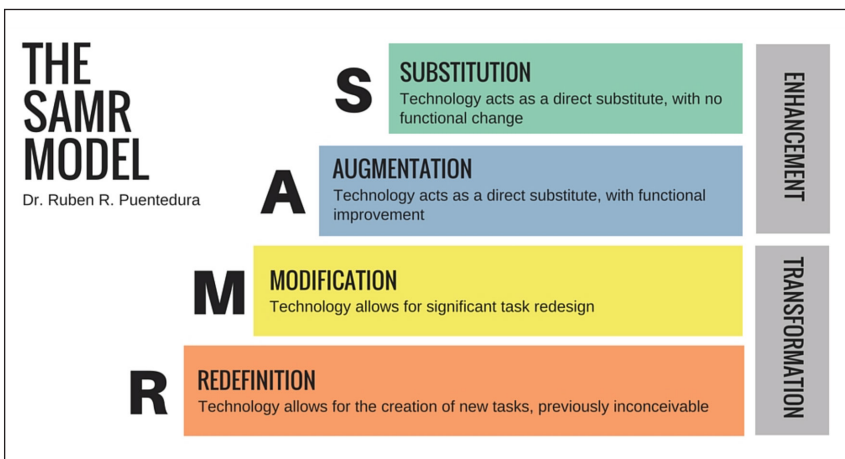 THE
SAMR
MODEL
Dr. Ruben R. Puentedura
S
SUBSTITUTION
Technology acts as a direct substitute, with no
functional change
A
AUGMENTATION
Technology acts as a direct substitute, with functional
improvement
ENHANCEMENT
M
MODIFICATION
Technology allows for significant task redesign
R
REDEFINITION
Technology allows for the creation of new tasks, previously inconceivable
TRANSFORMATION